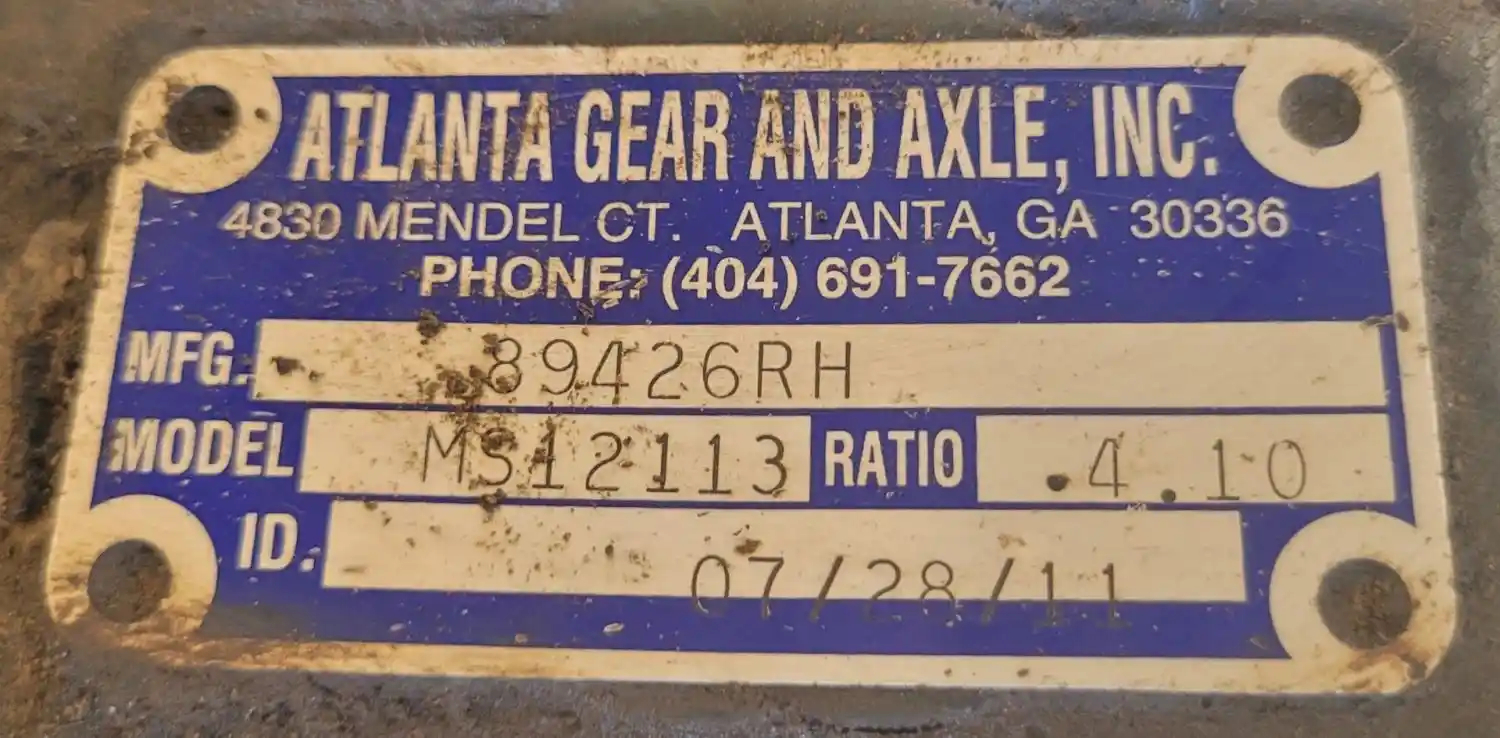 ATLANTA GEAR AND AXLE, INC.
4830 MENDEL CT. ATLANTA, GA 30336
PHONE: (404) 691-7662
MFG. 89426RH
MODEL MS12113 RATIO .4.10
ID. 07/28/11